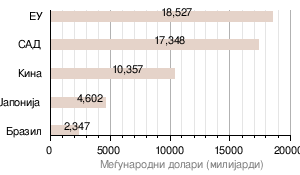 ЕУ 18,527
САД 17,348
Кина 10,357
Јапонија 4,602
Бразил 2,347
0 5000 10000 15000 20000
Меѓународни долари (милијарди)